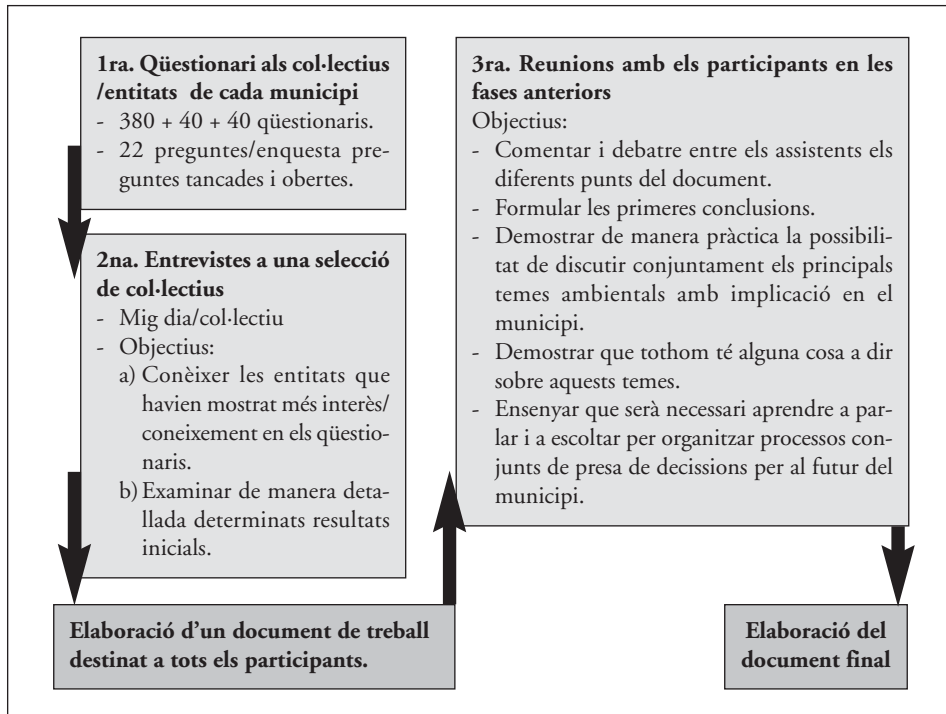 1ra. Qüestionari als col·lectius
/entitats de cada municipi
- 380 + 40 + 40 qüestionaris.
- 22 preguntes/enquesta pre-
guntes tancades i obertes.
2na. Entrevistes a una selecció
de col·lectius
- Mig dia/col·lectiu
- Objectius:
a) Conèixer les entitats que
havien mostrat més interès/
coneixement en els qüestio-
naris.
b) Examinar de manera deta-
llada determinats resultats
inicials.
Elaboració d'un document de treball
destinat a tots els participants.
3ra. Reunions amb els participants en les
fases anteriors
Objectius:
- Comentar i debatre entre els assistents els
diferents punts del document.
- Formular les primeres conclusions.
- Demostrar de manera pràctica la possibili-
tat de discutir conjuntament els principals
temes ambientals amb implicació en el
municipi.
- Demostrar que tothom té alguna cosa a dir
sobre aquests temes.
- Ensenyar que serà necessari aprendre a par-
lar i a escoltar per organitzar processos con-
junts de presa de decissions per al futur del
municipi.
Elaboració del
document final